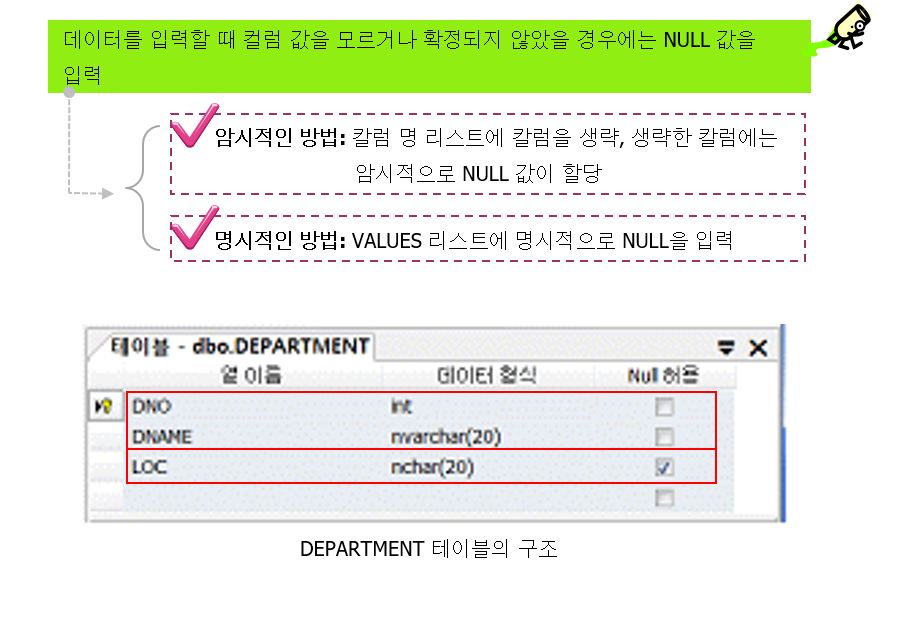 데이터를 입력할 때 컬럼 값을 모르거나 확정되지 않았을 경우에는 NULL 값을
입력
암시적인 방법: 칼럼 명 리스트에 칼럼을 생략, 생략한 칼럼에는
암시적으로 NULL 값이 할당
명시적인 방법: VALUES 리스트에 명시적으로 NULL을 입력
테이블 - dbo.DEPARTMENT
열 이름 데이터 형식 Null 허용
DNO int
DNAME nvarchar(20)
LOC nchar(20)
DEPARTMENT 테이블의 구조